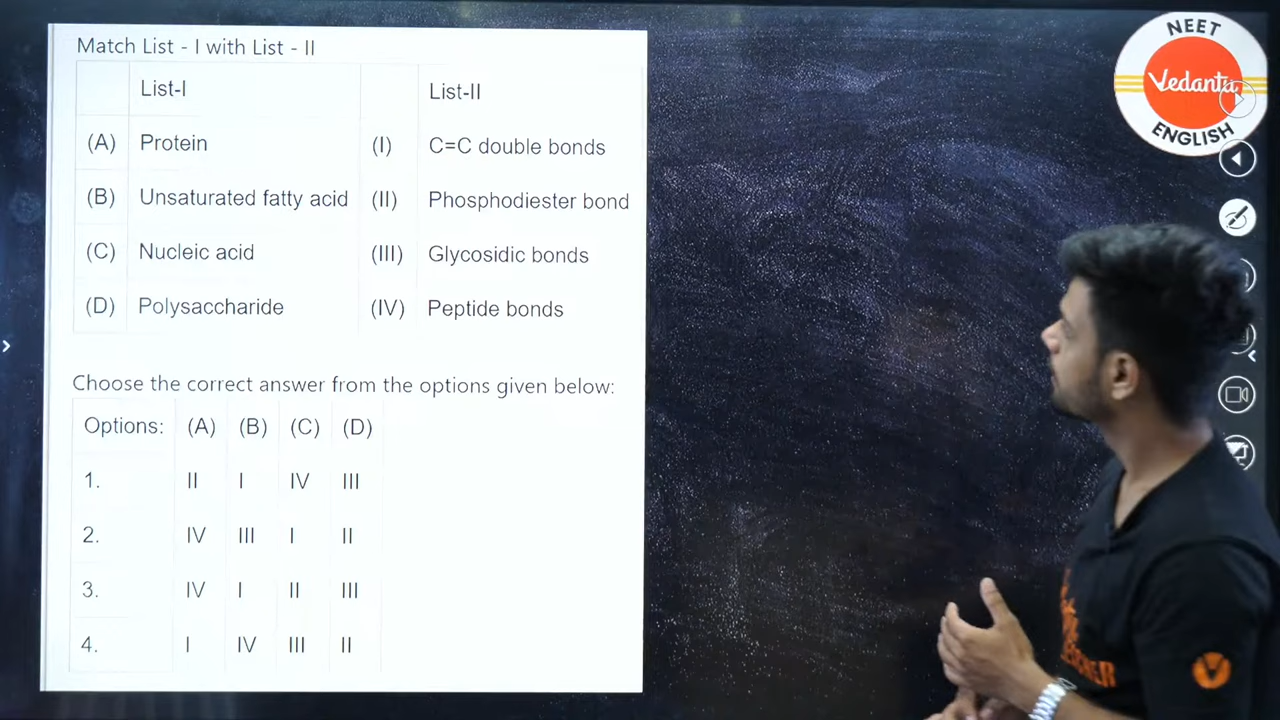 Match List - I with List - II
List-I List-II
(A) Protein (I) C=C double bonds
(B) Unsaturated fatty acid (II) Phosphodiester bond
(C) Nucleic acid (III) Glycosidic bonds
(D) Polysaccharide (IV) Peptide bonds
Choose the correct answer from the options given below:
Options: (A) (B) (C) (D)
1. II I IV III
2. IV III I II
3. IV I II III
4. I IV III II
NEET
Vedantu
ENGLISH